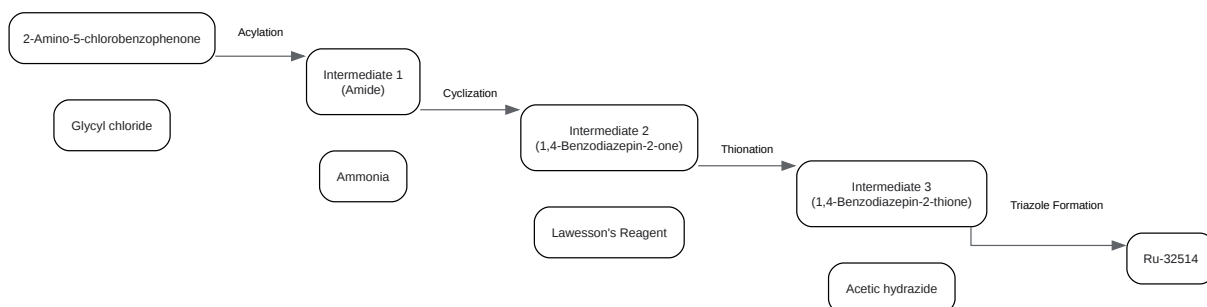 2-Amino-5-chlorobenzophenone
Acylation
Glycyl chloride
Intermediate 1
(Amide)
Cyclization
Ammonia
Intermediate 2
(1,4-Benzodiazepin-2-one)
Thionation
Lawesson's Reagent
Intermediate 3
(1,4-Benzodiazepin-2-thione)
Triazole Formation
Acetic hydrazide
Ru-32514